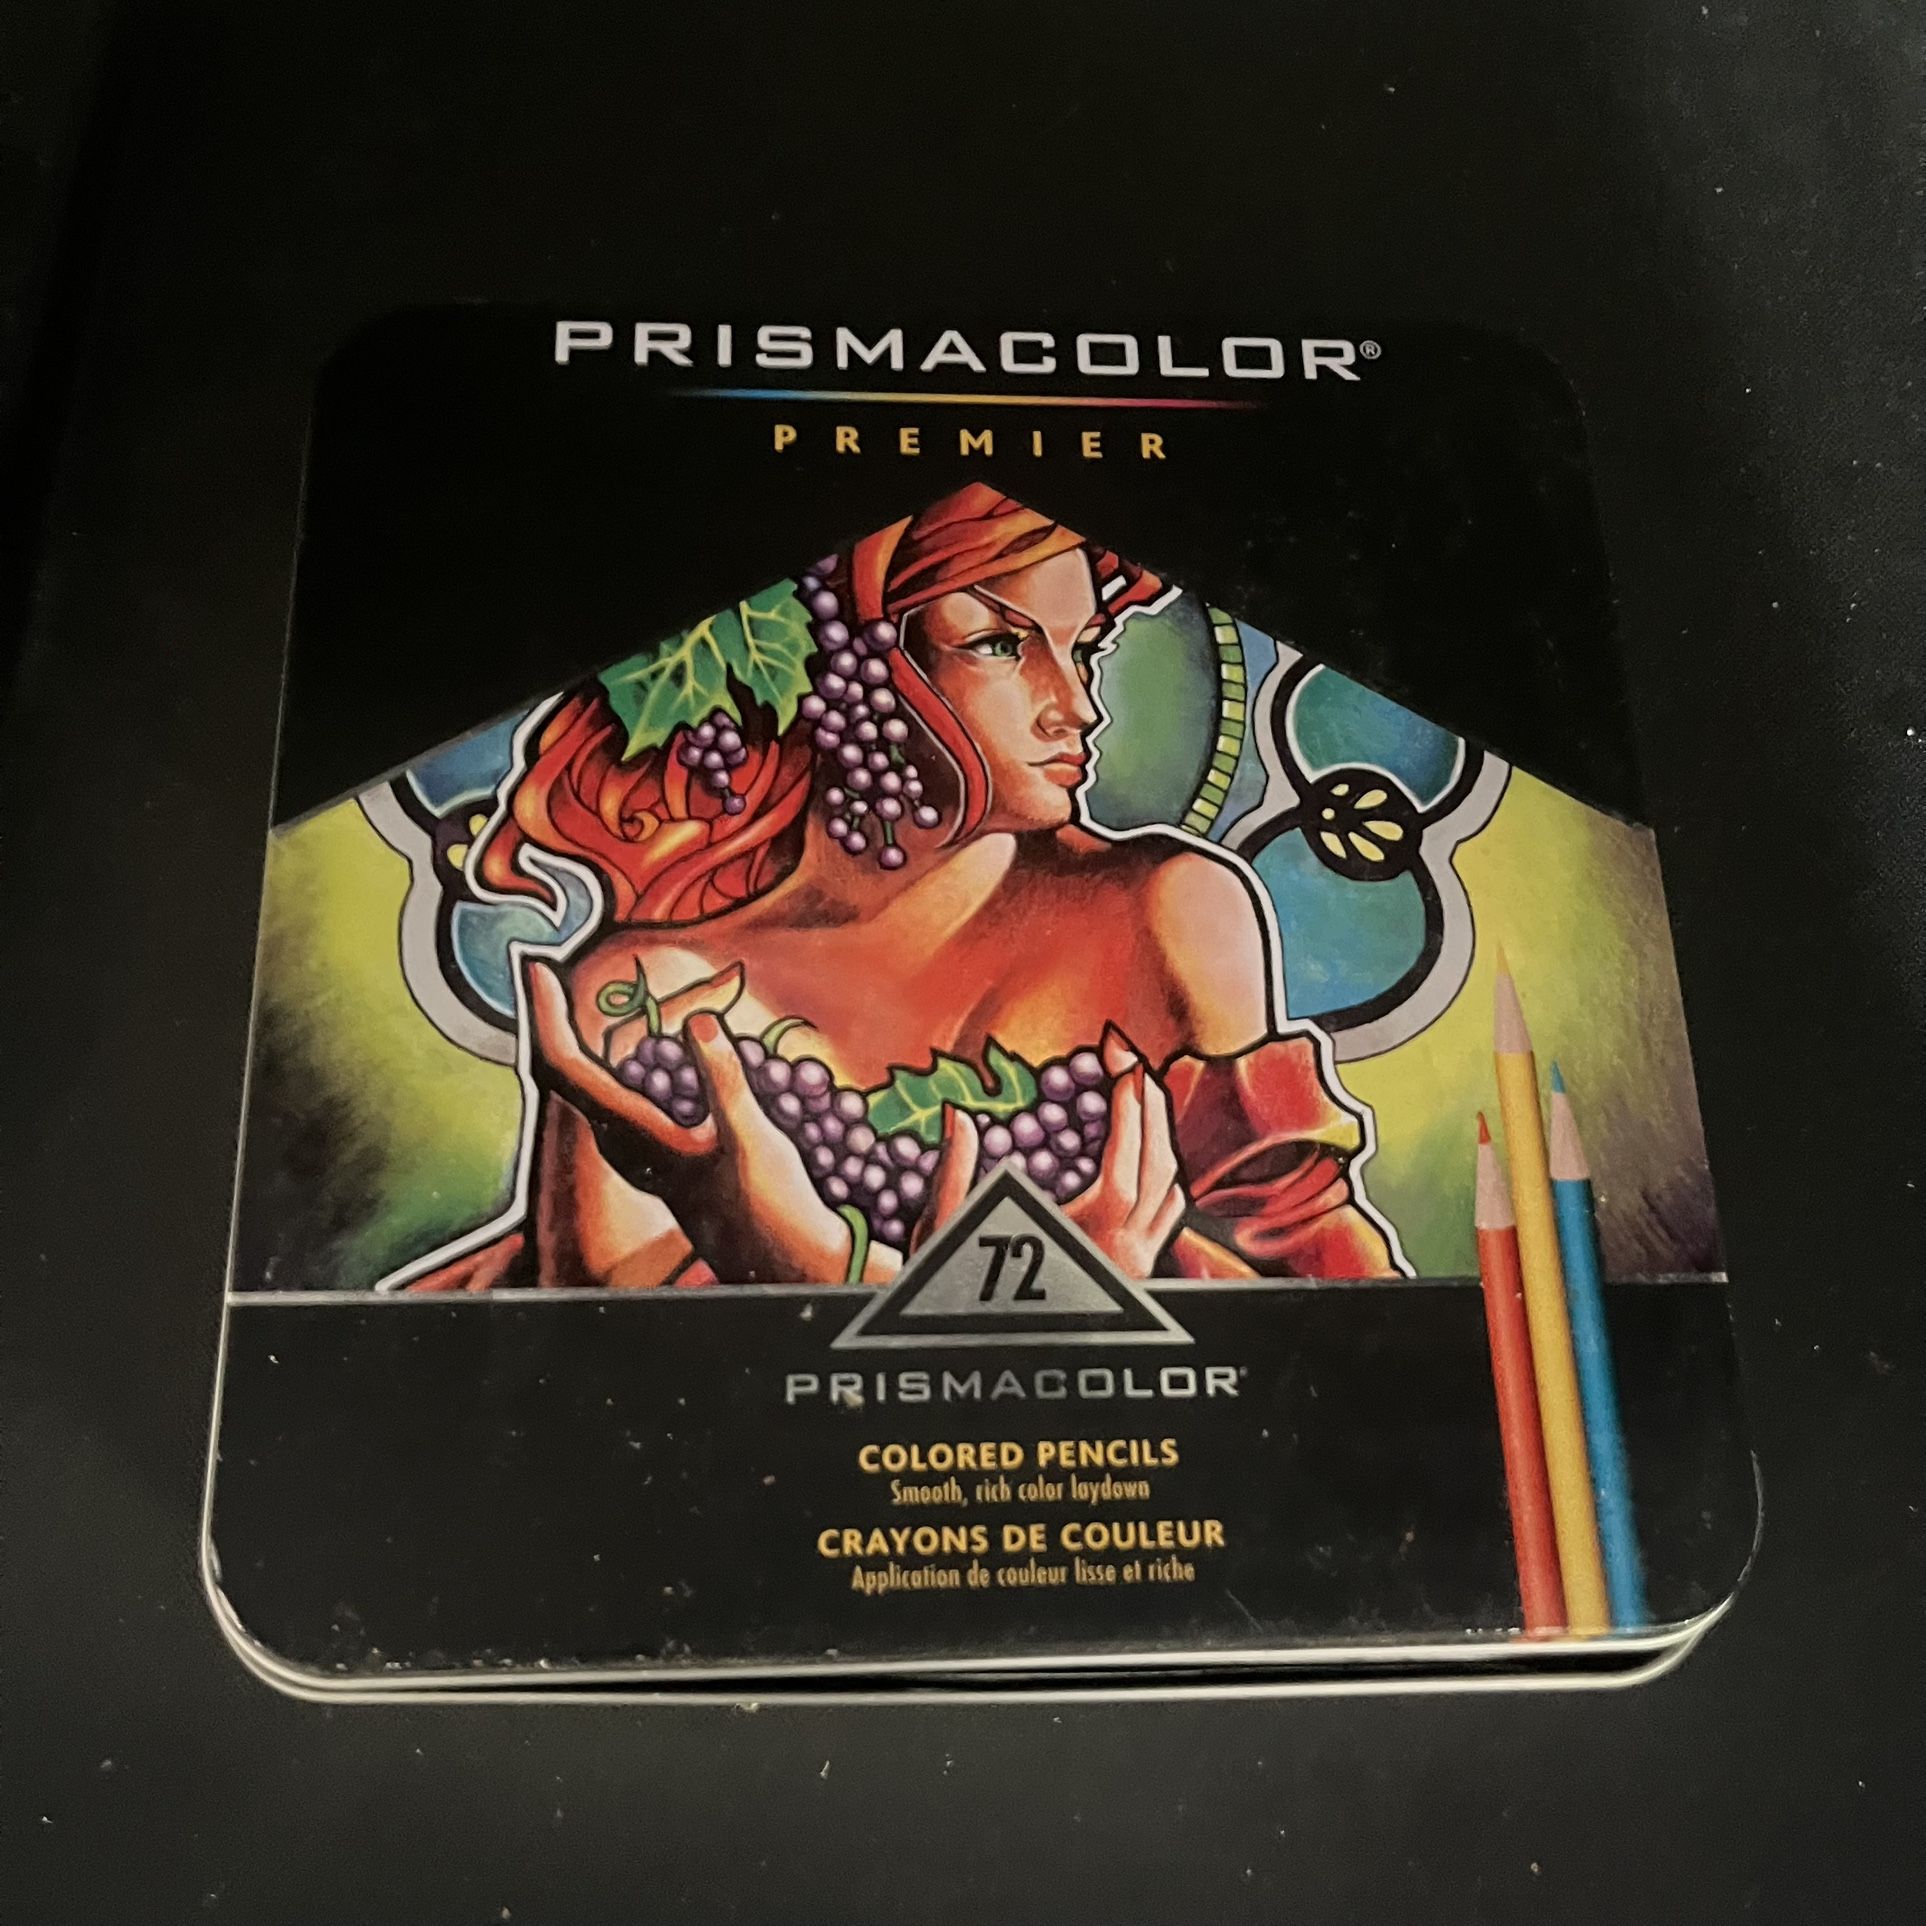 PRISMACOLOR®
PREMIER
72
PRISMACOLOR®
COLORED PENCILS
Smooth, rich color laydown
CRAYONS DE COULEUR
Application de couleur lisse et riche